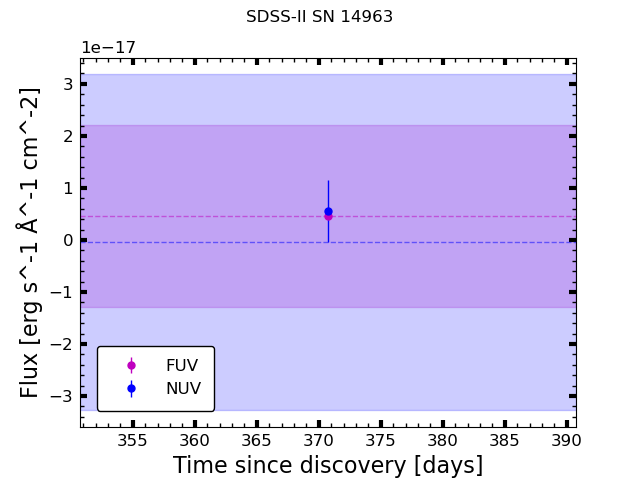 SDSS-II SN 14963
1e−17
3
2
1
0
−1
−2
−3
Flux [erg s^-1 Å^-1 cm^-2]
FUV
NUV
355 360 365 370 375 380 385 390
Time since discovery [days]